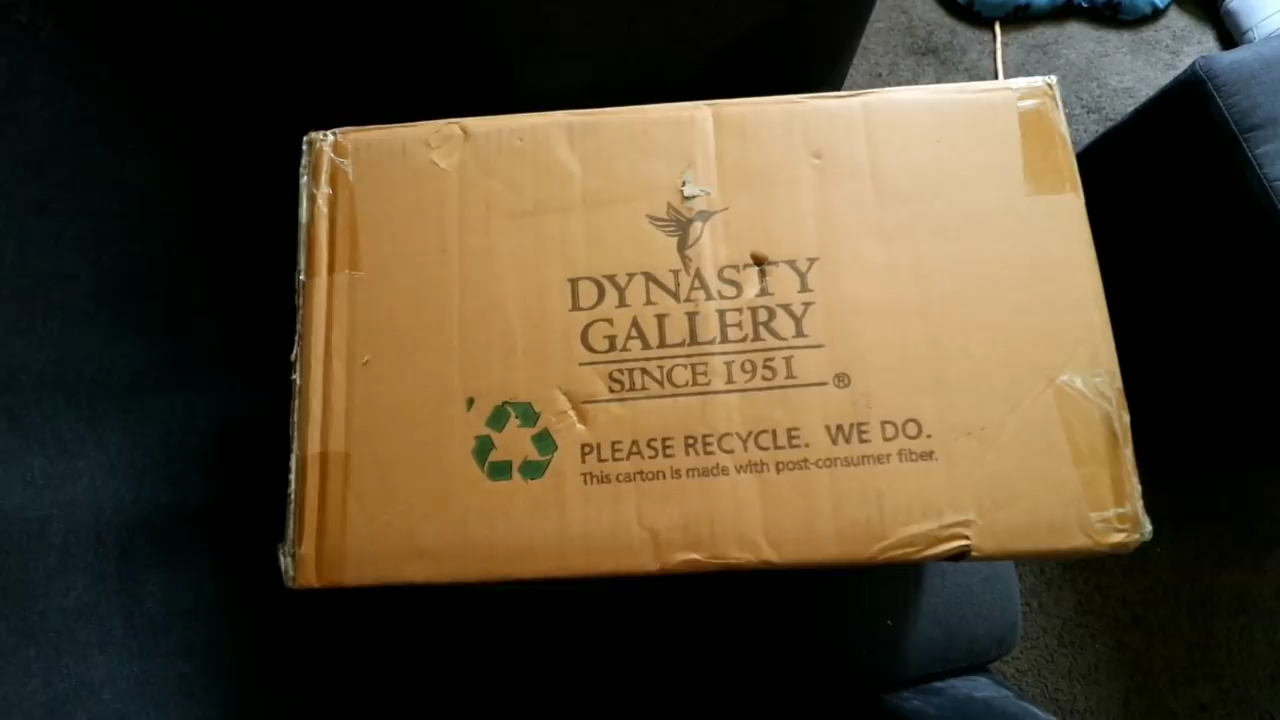 DYNASTY
GALLERY
SINCE 1951 ®
PLEASE RECYCLE. WE DO.
This carton is made with post-consumer fiber.